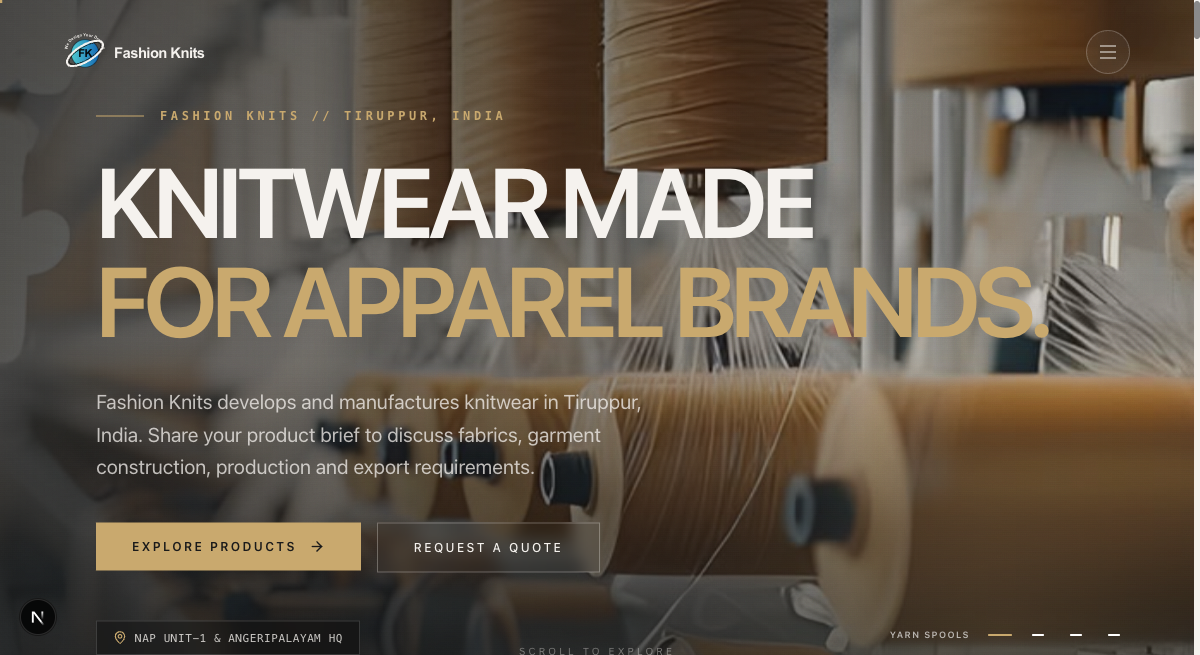 FK
Fashion Knits
FASHION KNITS // TIRUPPUR, INDIA
KNITWEAR MADE
FOR APPAREL BRANDS.
Fashion Knits develops and manufactures knitwear in Tiruppur,
India. Share your product brief to discuss fabrics, garment
construction, production and export requirements.
EXPLORE PRODUCTS →
REQUEST A QUOTE
N
NAP UNIT–1 & ANGERIPALAYAM HQ
YARN SPOOLS
SCROLL TO EXPLORE